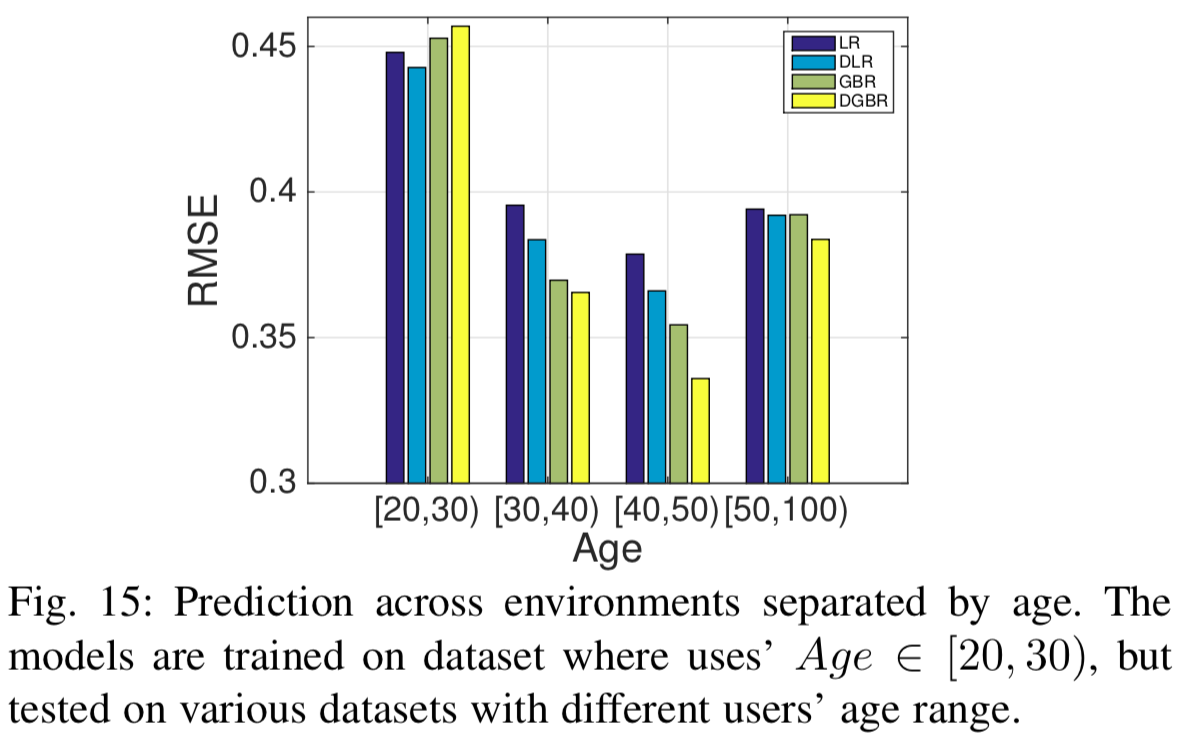 0.45
0.4
0.35
0.3
RMSE
LR
DLR
GBR
DGBR
[20,30) [30,40) [40,50) [50,100)
Age
Fig. 15: Prediction across environments separated by age. The
models are trained on dataset where uses’ Age ∈ [20, 30), but
tested on various datasets with different users’ age range.